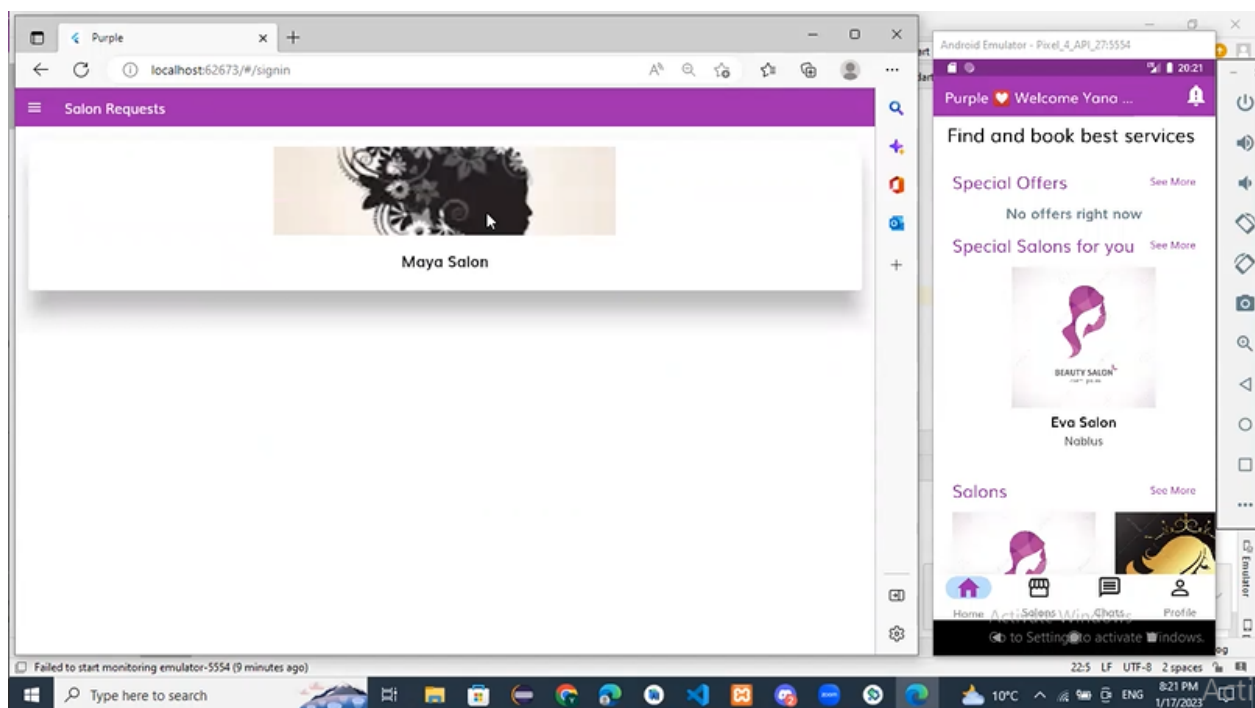 Purple
localhost:62673/#/signin
Salon Requests
Maya Salon
Failed to start monitoring emulator-5554 (9 minutes ago)
22:5 LF UTF-8 2 spaces
Android Emulator - Pixel_4_API_27:5554
20:21
Purple Welcome Yana ...
Find and book best services
Special Offers See More
No offers right now
Special Salons for you See More
BEAUTY SALON
Eva Salon
Nablus
Salons See More
Home Salons Chats Profile
Activate Windows
Go to Settings to activate Windows.
Emulator
Type here to search
10°C ENG
8:21 PM
1/17/2023